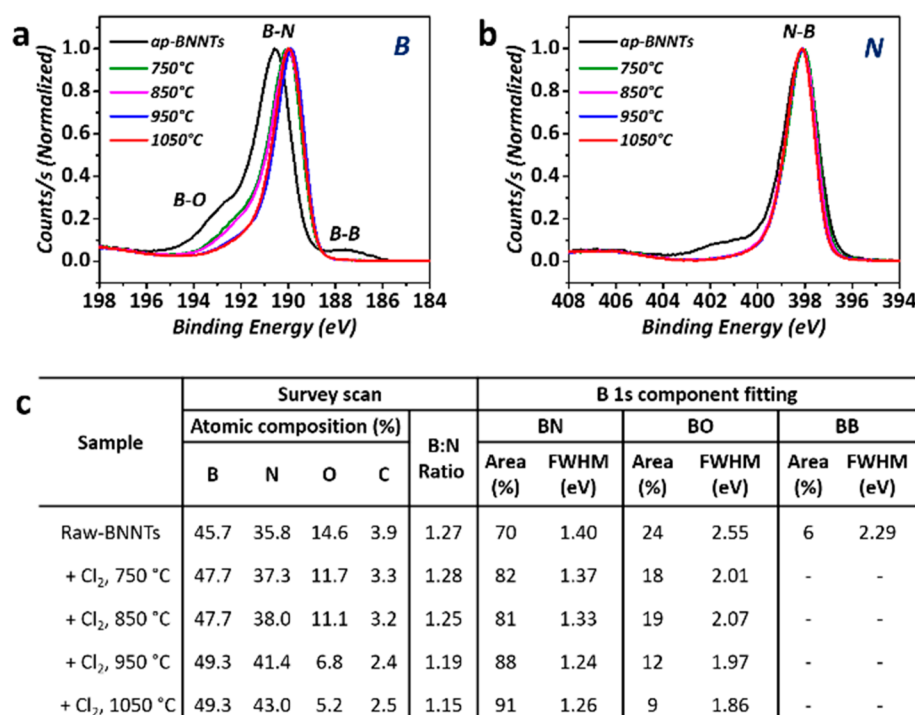 a
B
B-N
ap-BNNTs
750°C
850°C
950°C
1050°C
B-O
B-B
Counts/s (Normalized)
1.0
0.8
0.6
0.4
0.2
0.0
198 196 194 192 190 188 186 184
Binding Energy (eV)
b
N
N-B
ap-BNNTs
750°C
850°C
950°C
1050°C
Counts/s (Normalized)
1.0
0.8
0.6
0.4
0.2
0.0
408 406 404 402 400 398 396 394
Binding Energy (eV)
c
Sample
Survey scan
B 1s component fitting
Atomic composition (%)
B:N
Ratio
BN BO BB
B N O C
Area
(%)
FWHM
(eV)
Area
(%)
FWHM
(eV)
Area
(%)
FWHM
(eV)
Raw-BNNTs 45.7 35.8 14.6 3.9 1.27 70 1.40 24 2.55 6 2.29
+ Cl₂, 750 °C 47.7 37.3 11.7 3.3 1.28 82 1.37 18 2.01 - -
+ Cl₂, 850 °C 47.7 38.0 11.1 3.2 1.25 81 1.33 19 2.07 - -
+ Cl₂, 950 °C 49.3 41.4 6.8 2.4 1.19 88 1.24 12 1.97 - -
+ Cl₂, 1050 °C 49.3 43.0 5.2 2.5 1.15 91 1.26 9 1.86 - -